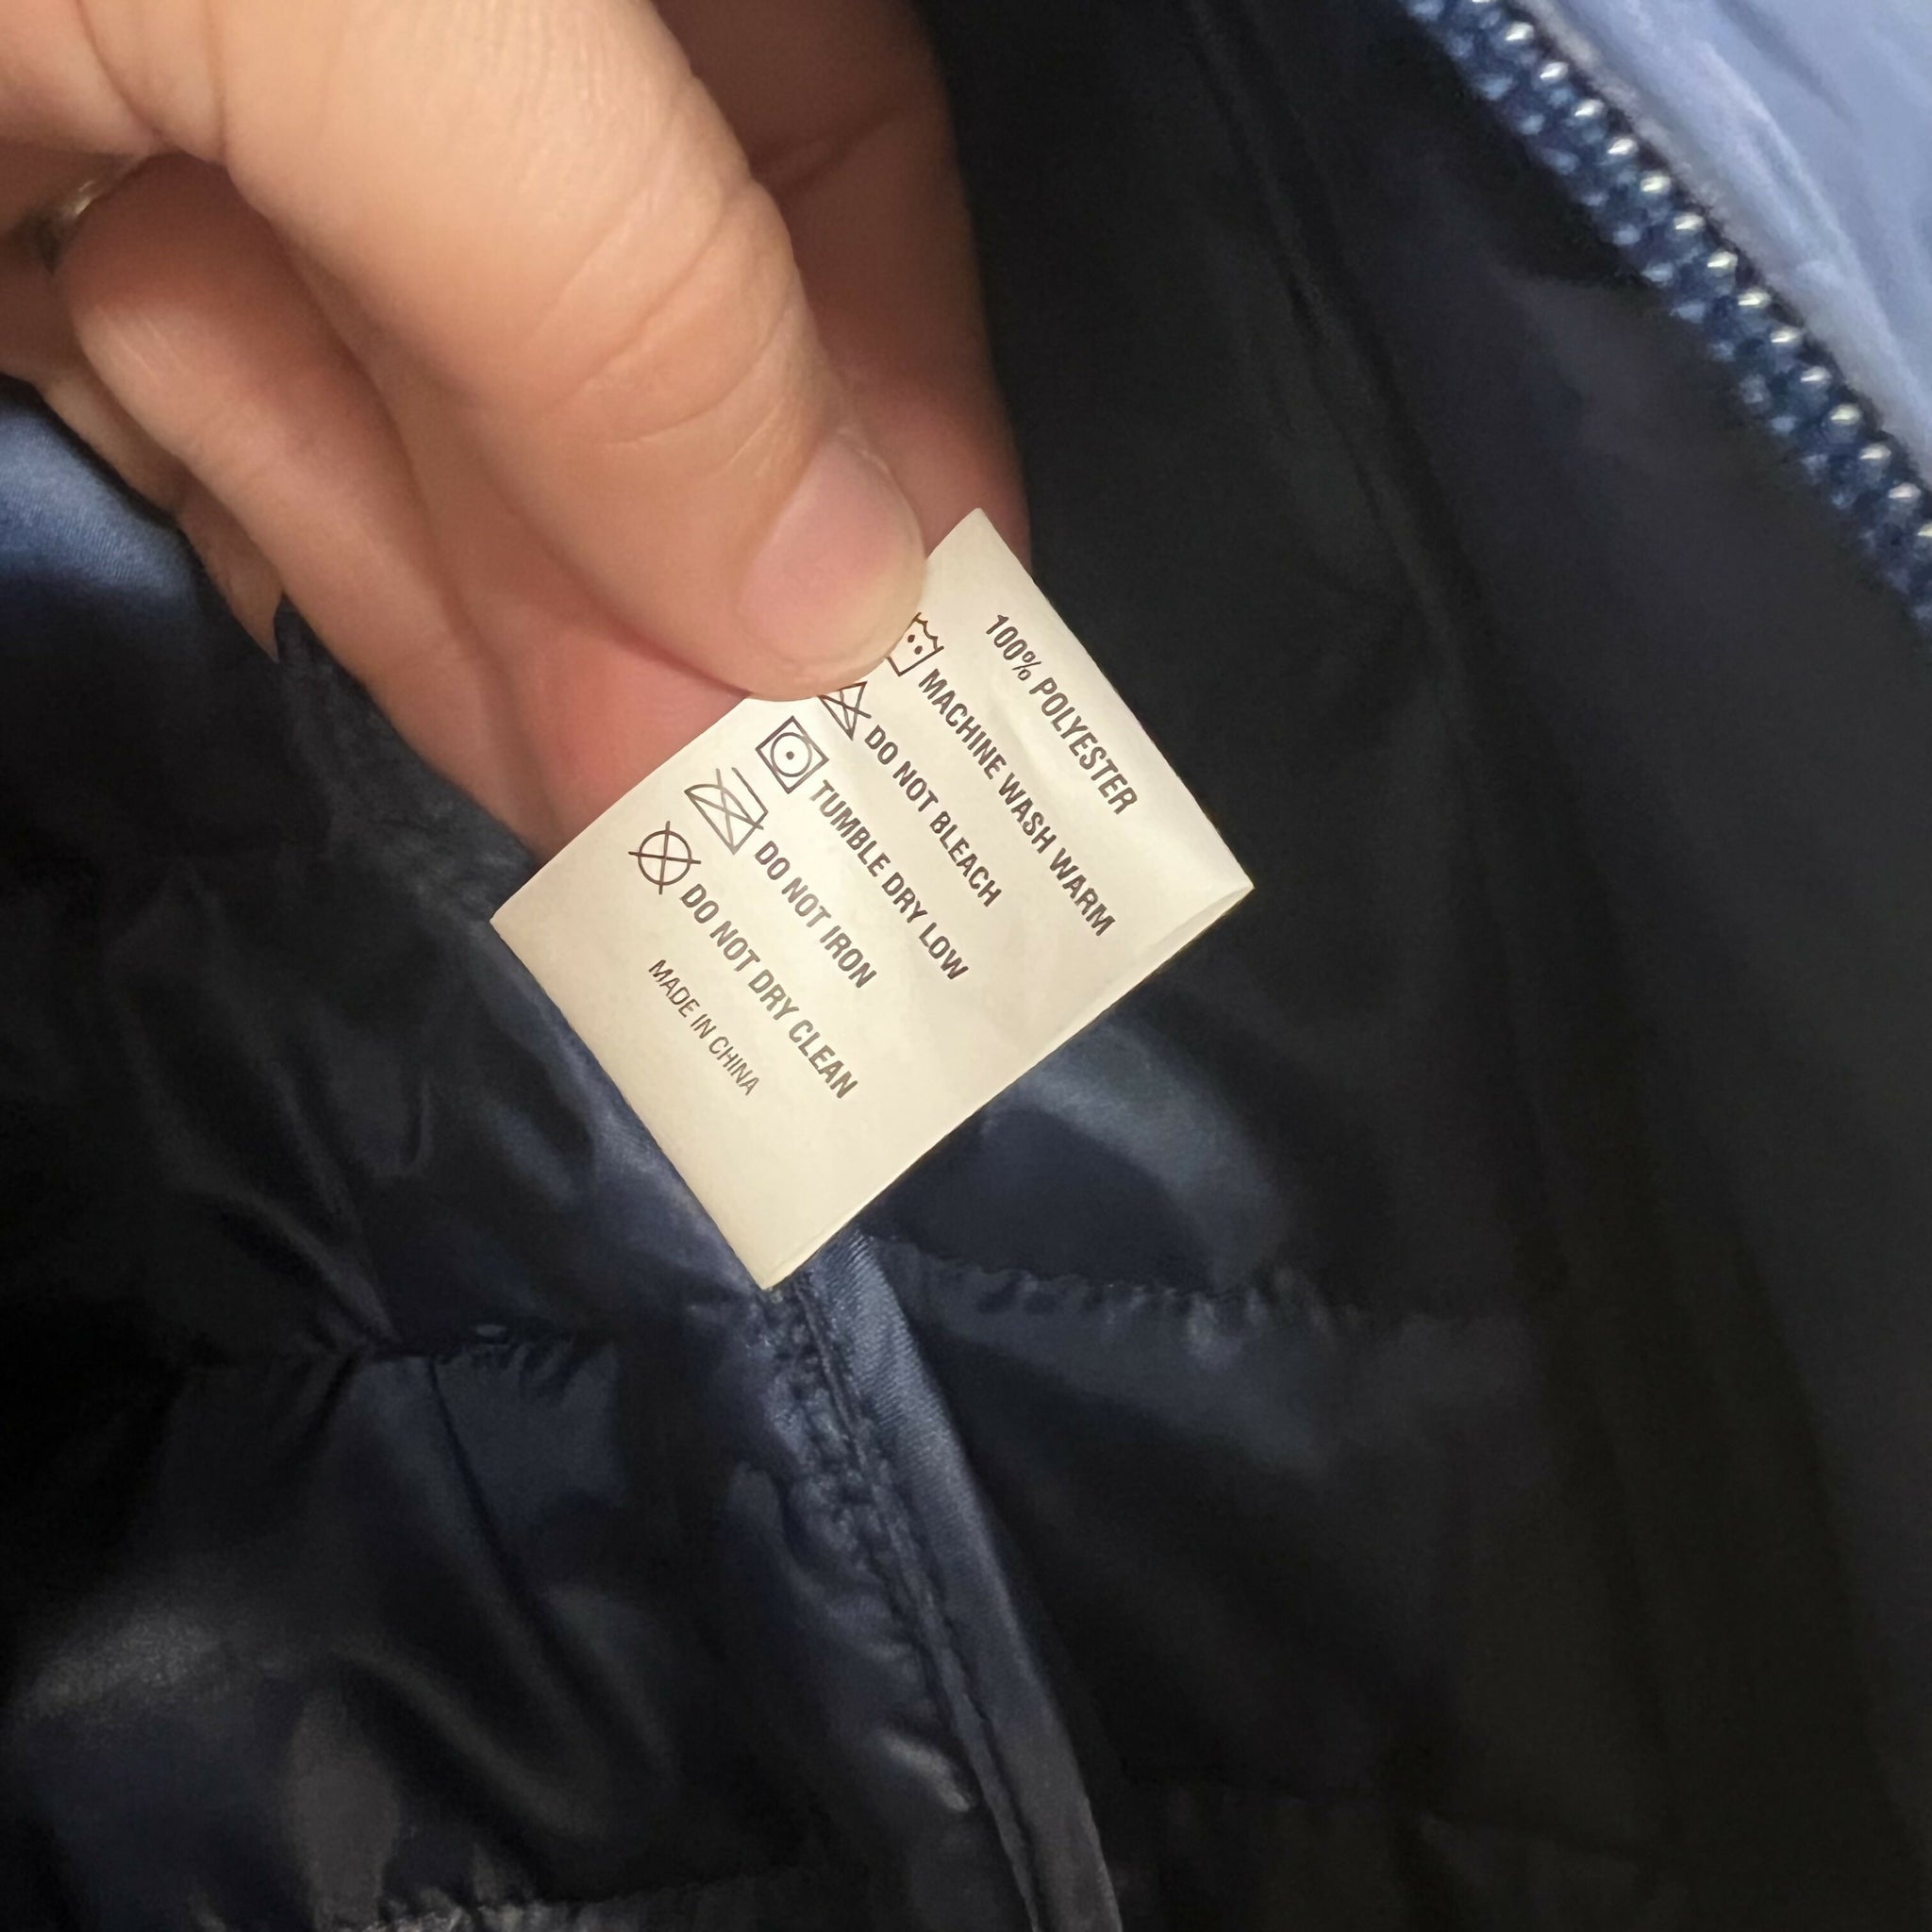 100% POLYESTER
MACHINE WASH WARM
DO NOT BLEACH
TUMBLE DRY LOW
DO NOT IRON
DO NOT DRY CLEAN
MADE IN CHINA